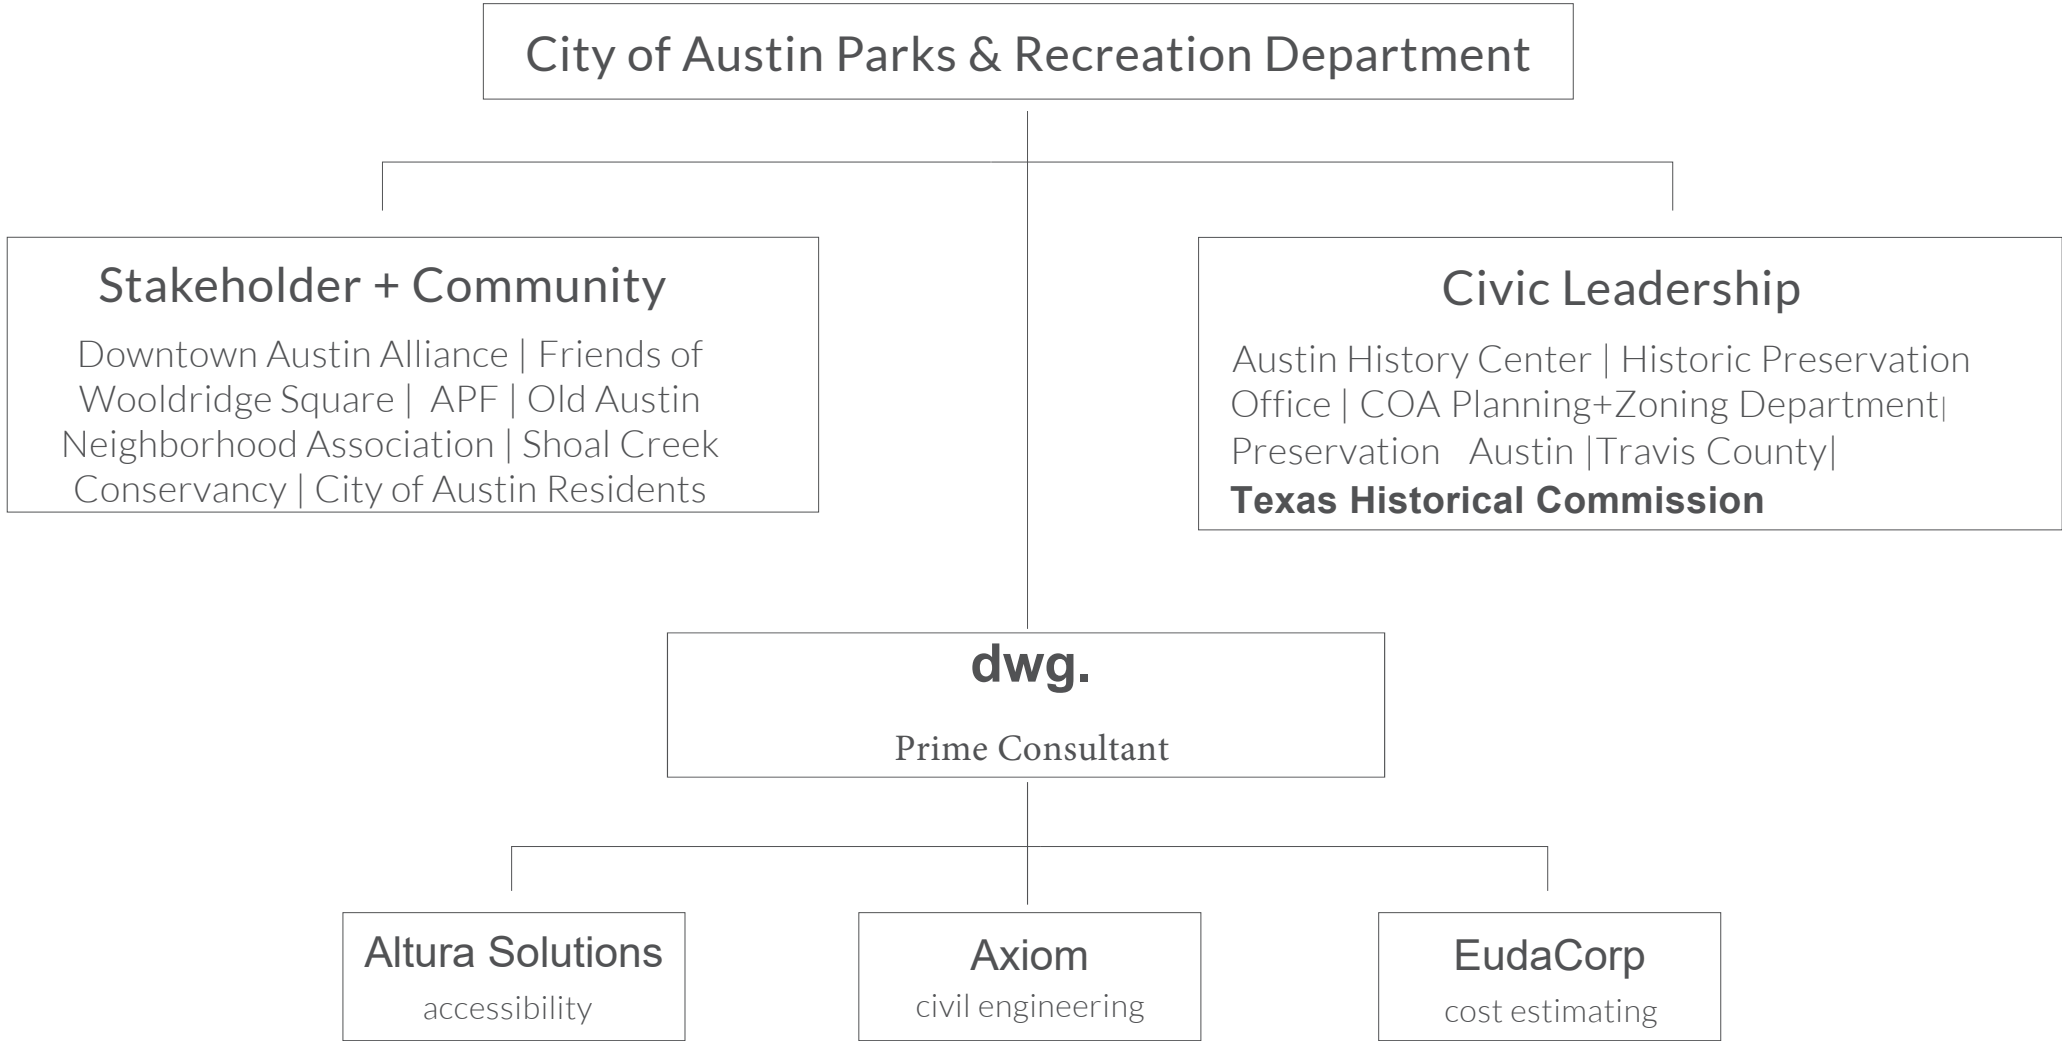 City of Austin Parks & Recreation Department
Stakeholder + Community
Downtown Austin Alliance | Friends of
Wooldridge Square | APF | Old Austin
Neighborhood Association | Shoal Creek
Conservancy | City of Austin Residents
Civic Leadership
Austin History Center | Historic Preservation
Office | COA Planning+Zoning Department|
Preservation Austin |Travis County|
Texas Historical Commission
dwg.
Prime Consultant
Altura Solutions
accessibility
Axiom
civil engineering
EudaCorp
cost estimating